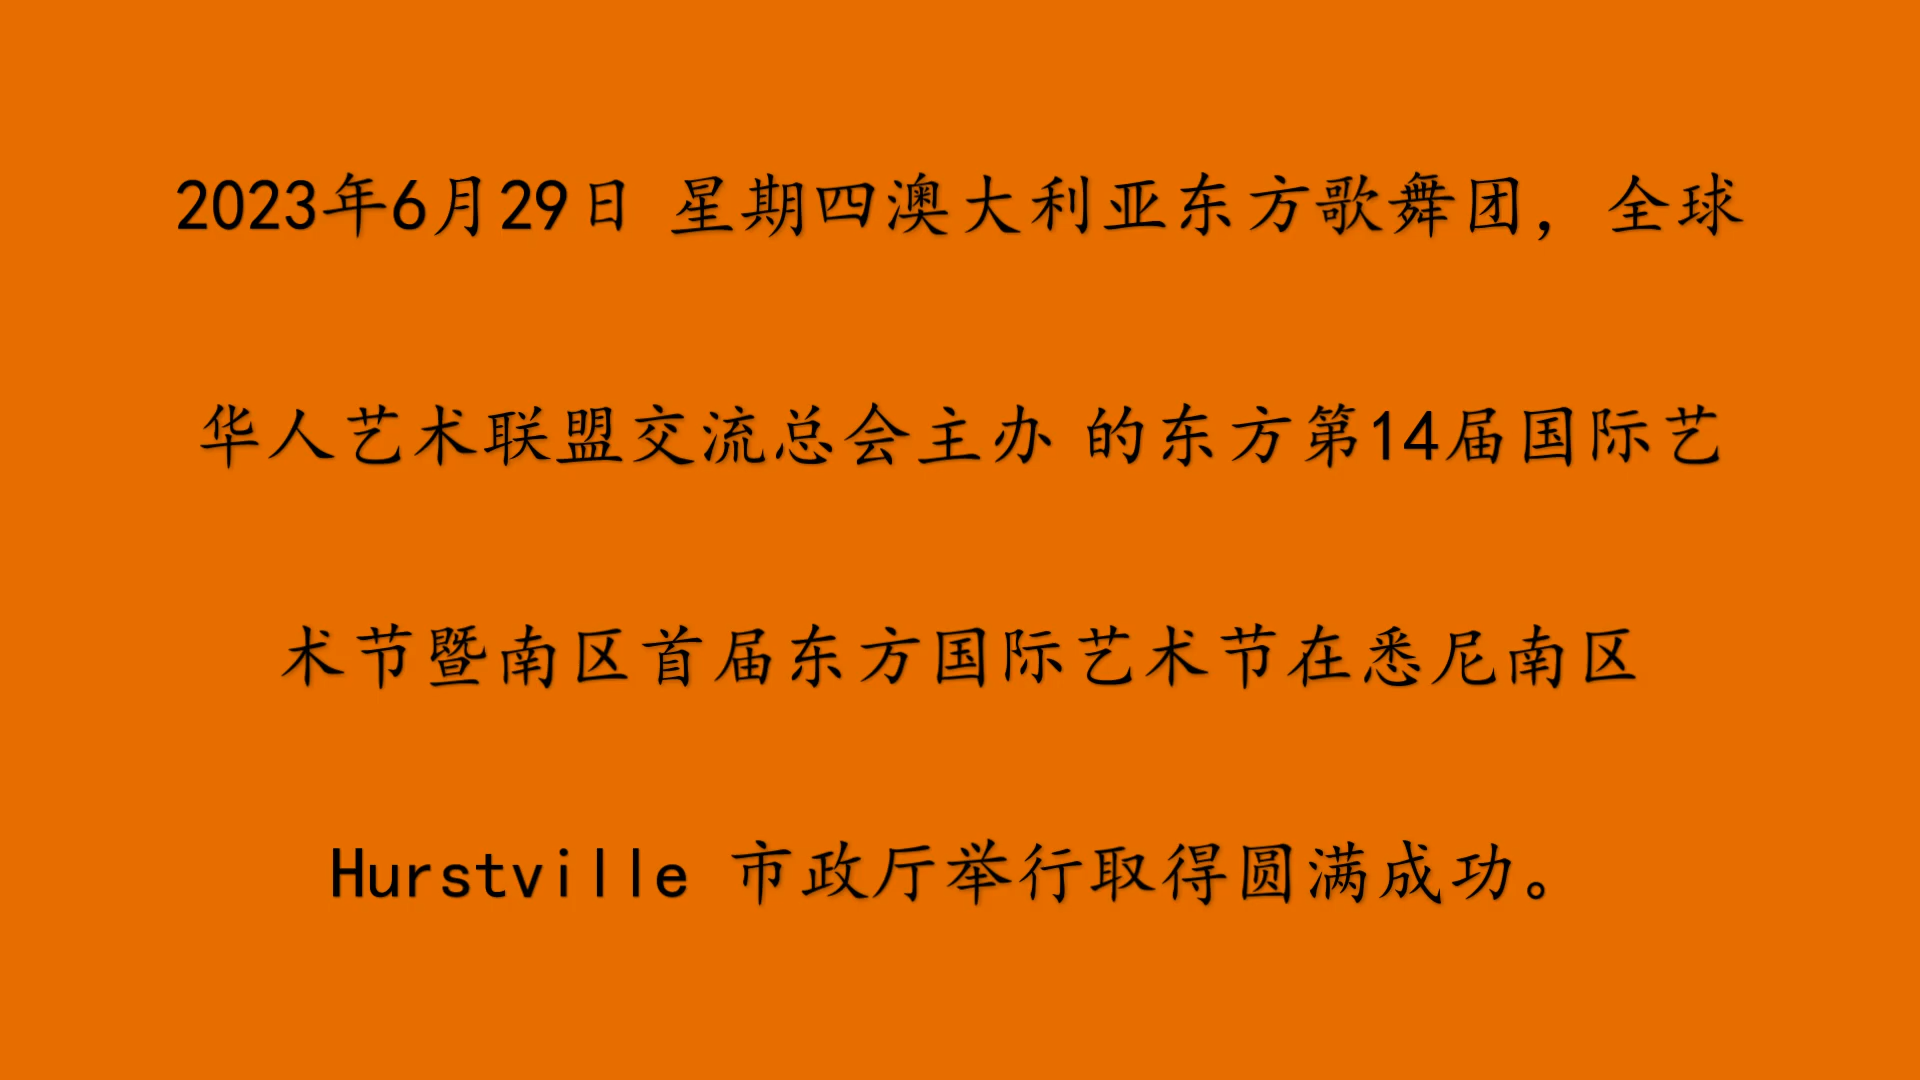 2023年6月29日 星期四澳大利亚东方歌舞团，全球
华人艺术联盟交流总会主办 的东方第14届国际艺
术节暨南区首届东方国际艺术节在悉尼南区
Hurstville 市政厅举行取得圆满成功。